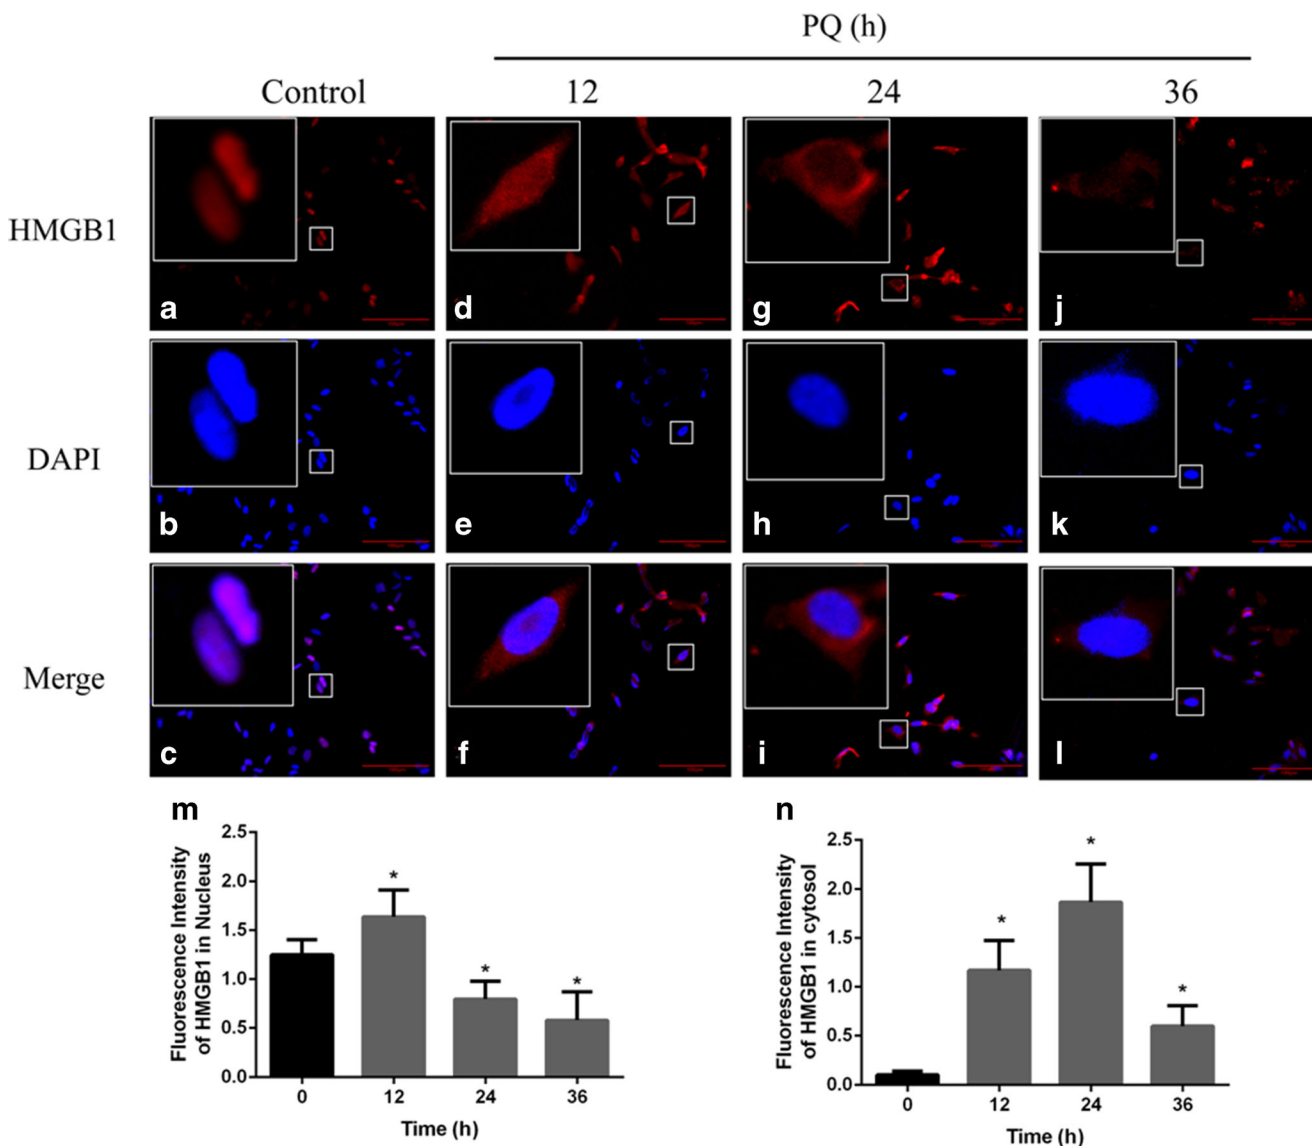 PQ (h)
Control 12 24 36
HMGB1
a d g j
DAPI
b e h k
Merge
c f i l
m
Fluorescence Intensity
of HMGB1 in Nucleus
2.5
2.0
1.5
1.0
0.5
0.0
* * *
0 12 24 36
Time (h)
n
Fluorescence Intensity
of HMGB1 in cytosol
2.5
2.0
1.5
1.0
0.5
0.0
* * *
0 12 24 36
Time (h)